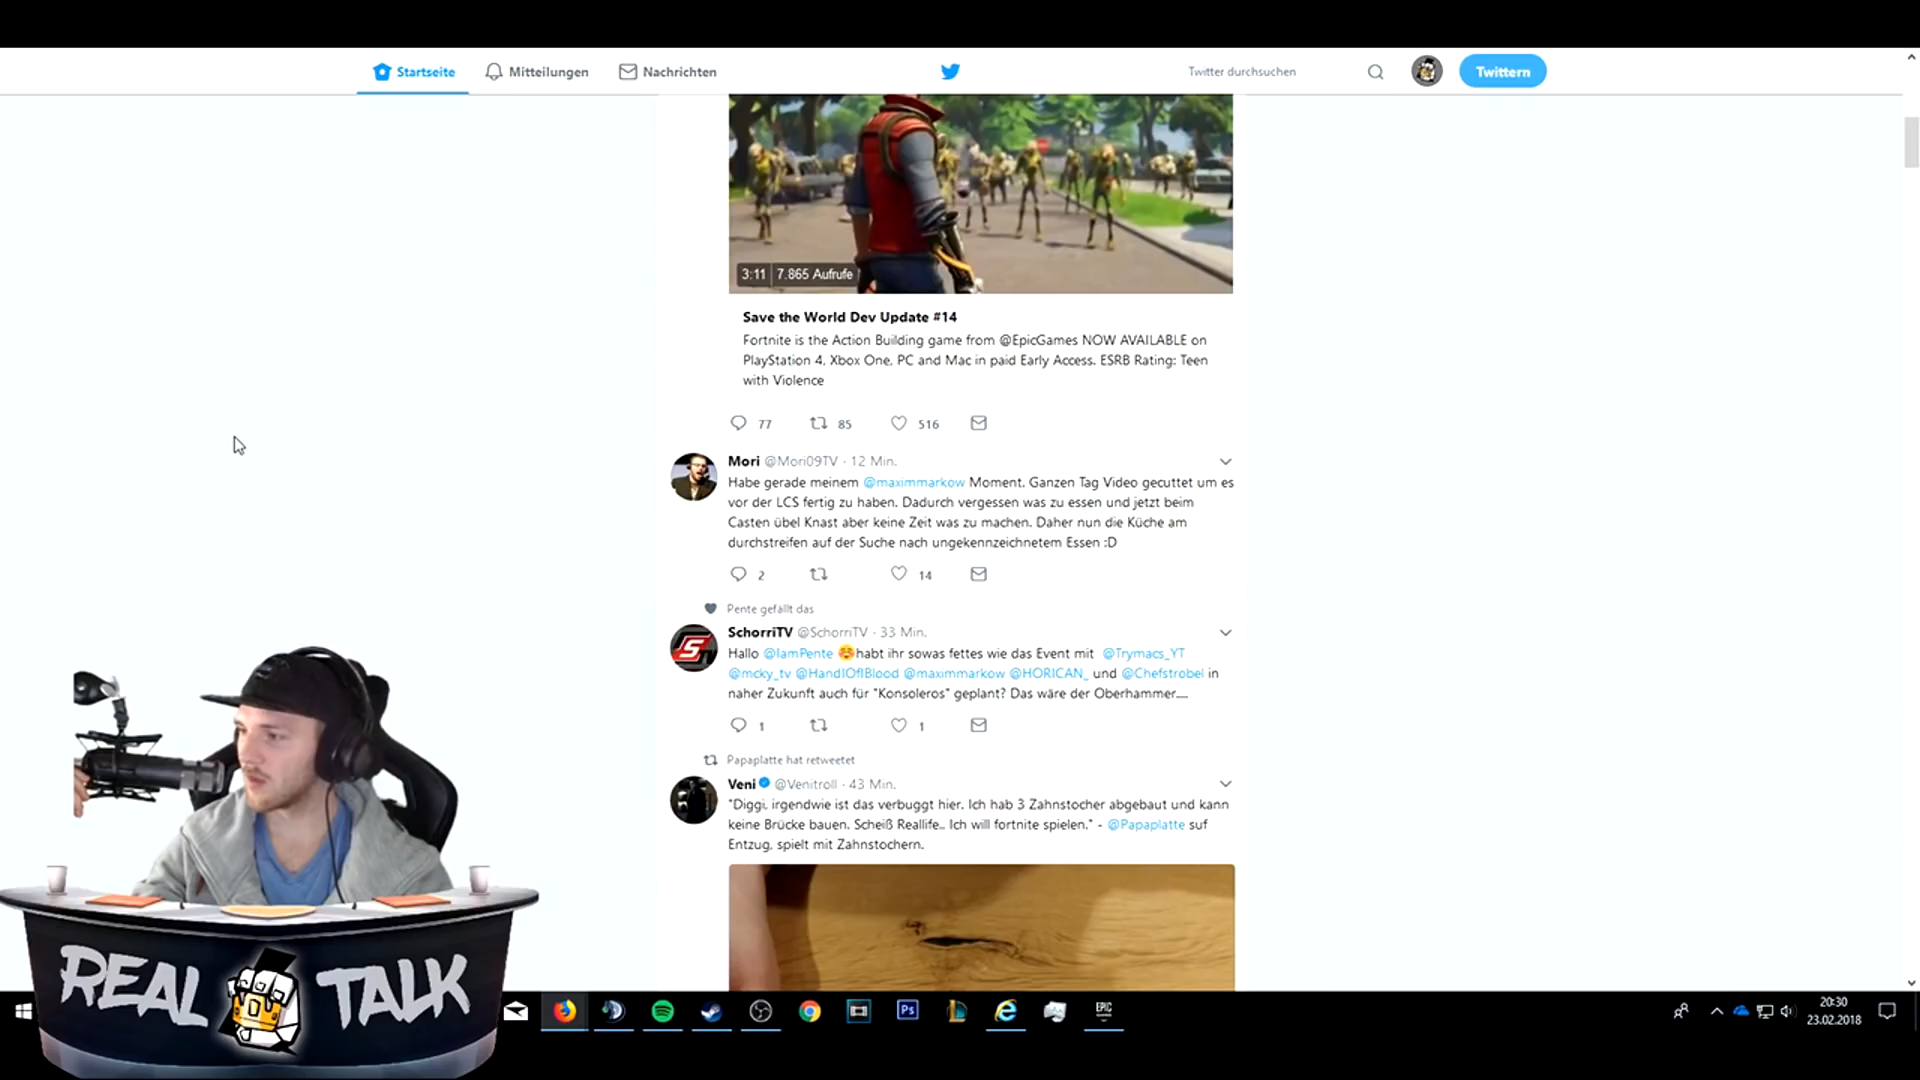 Startseite
Mitteilungen
Nachrichten
Twitter durchsuchen
Twittern
3:11 7.865 Aufrufe
Save the World Dev Update #14
Fortnite is the Action Building game from @EpicGames NOW AVAILABLE on
PlayStation 4, Xbox One, PC and Mac in paid Early Access. ESRB Rating: Teen
with Violence
77 85 516
Mori @Mori09TV · 12 Min.
Habe gerade meinem @maximmarkow Moment. Ganzen Tag Video gecuttet um es
vor der LCS fertig zu haben. Dadurch vergessen was zu essen und jetzt beim
Casten übel Knast aber keine Zeit was zu machen. Daher nun die Küche am
durchstreifen auf der Suche nach ungekennzeichnetem Essen :D
2 14
Pente gefällt das
SchorriTV @SchorriTV · 33 Min.
Hallo @IamPente habt ihr sowas fettes wie das Event mit @Trymacs_YT
@mcky_tv @HandIOfIBlood @maximmarkow @HORICAN_ und @Chefstrobel in
naher Zukunft auch für "Konsoleros" geplant? Das wäre der Oberhammer....
1 1
Papaplatte hat retweetet
Veni @Venitroll · 43 Min.
"Diggi, irgendwie ist das verbuggt hier. Ich hab 3 Zahnstocher abgebaut und kann
keine Brücke bauen. Scheiß Reallife.. Ich will fortnite spielen." - @Papaplatte suf
Entzug, spielt mit Zahnstochern.
REAL TALK
Ps
EPIC
20:30
23.02.2018